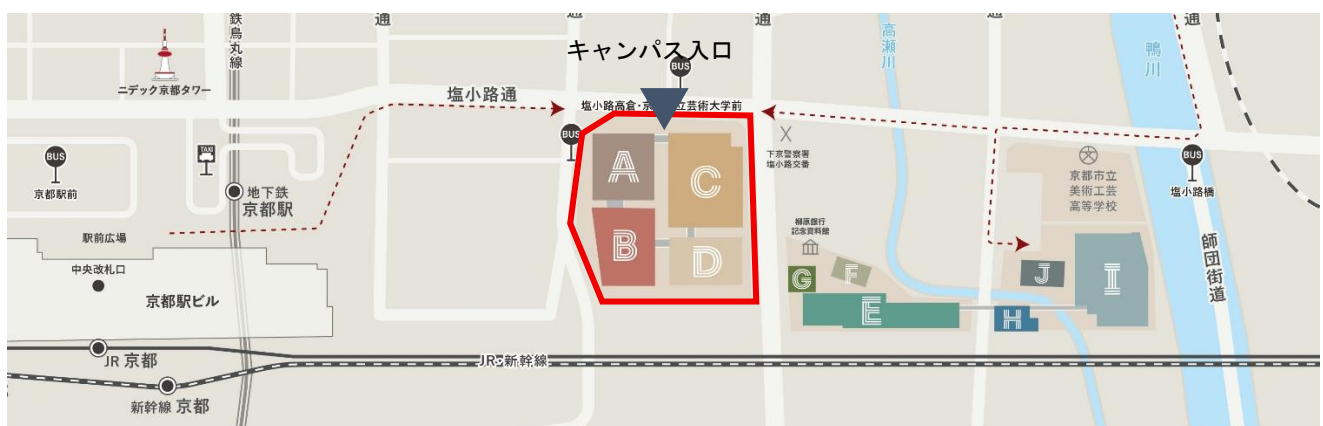 通
通
通
通
通
鉄烏丸線
ニデック京都タワー
キャンパス入口
BUS
塩小路通
塩小路高倉・京
立芸術大学前
高瀬川
鴨川
BUS
京都駅前
TAXI
地下鉄
京都駅
BUS
A
C
B
D
下京警察署
塩小路交番
京都市立
美術工芸
高等学校
BUS
塩小路橋
駅前広場
中央改札口
京都駅ビル
柳原銀行
記念資料館
G
F
E
H
J
I
師団街道
JR 京都
JR・新幹線
新幹線 京都